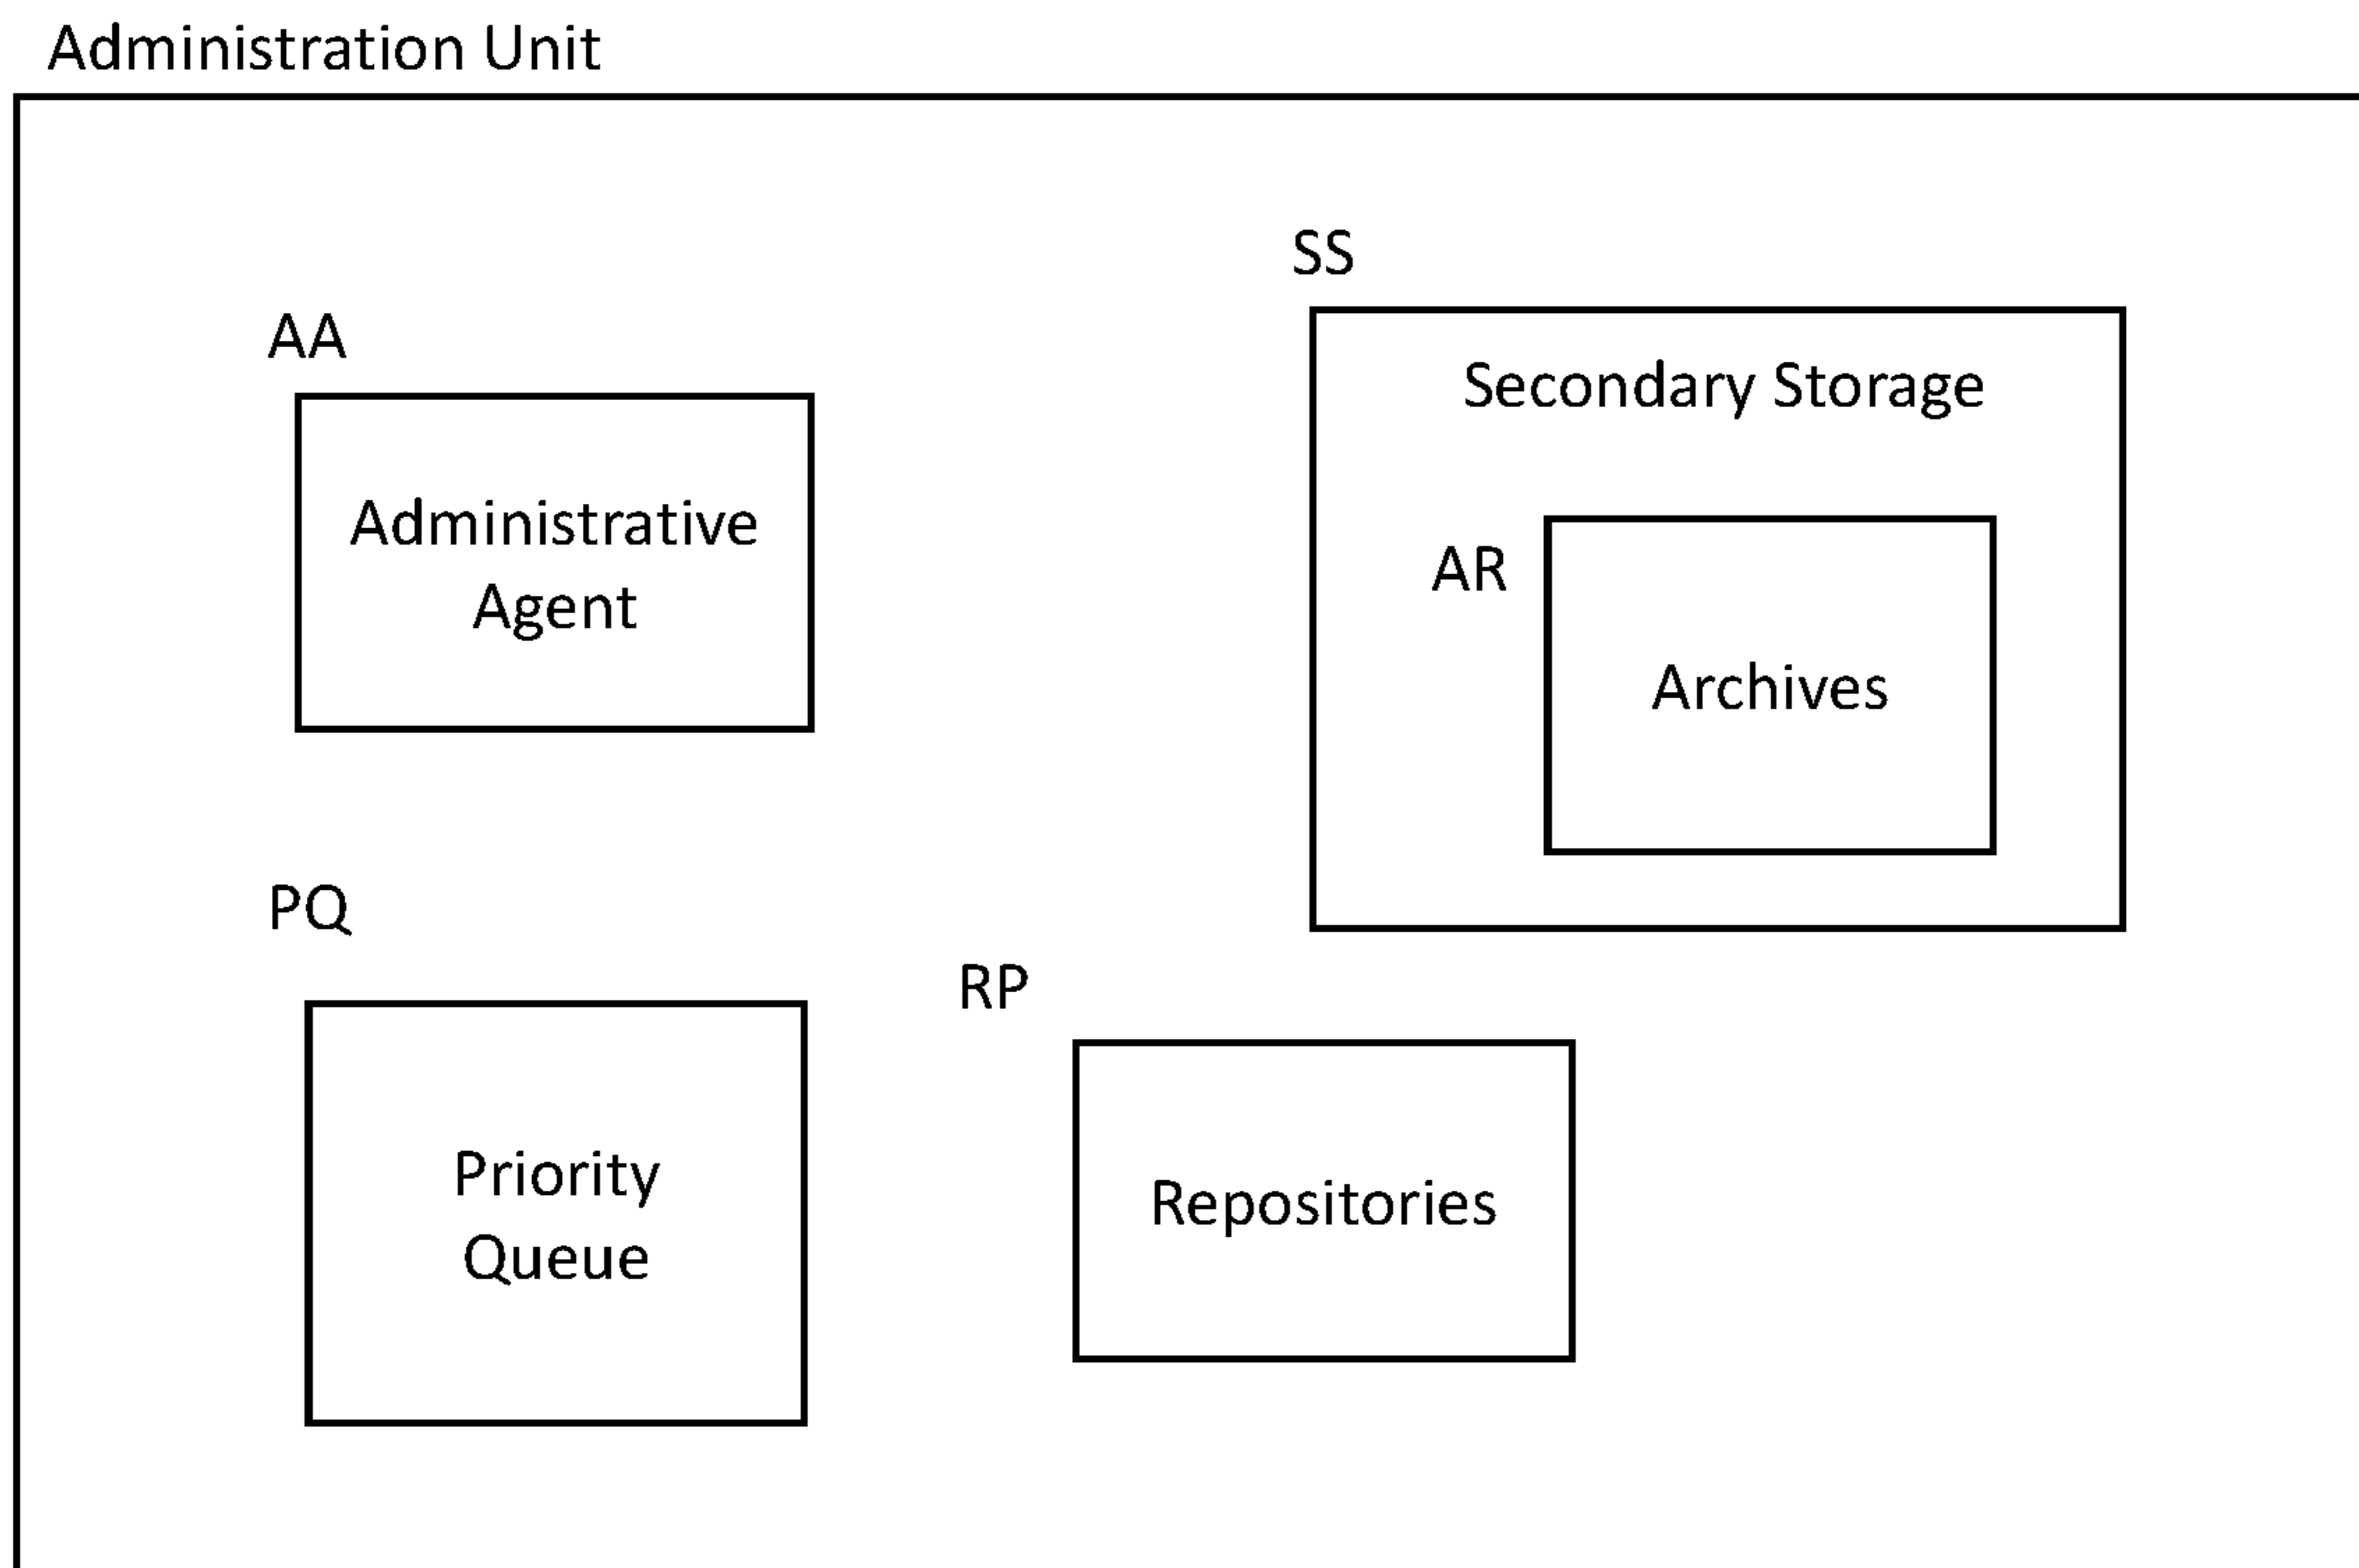 Administration Unit
SS
AA
Secondary Storage
Administrative
Agent
AR
Archives
PQ
RP
Priority
Queue
Repositories